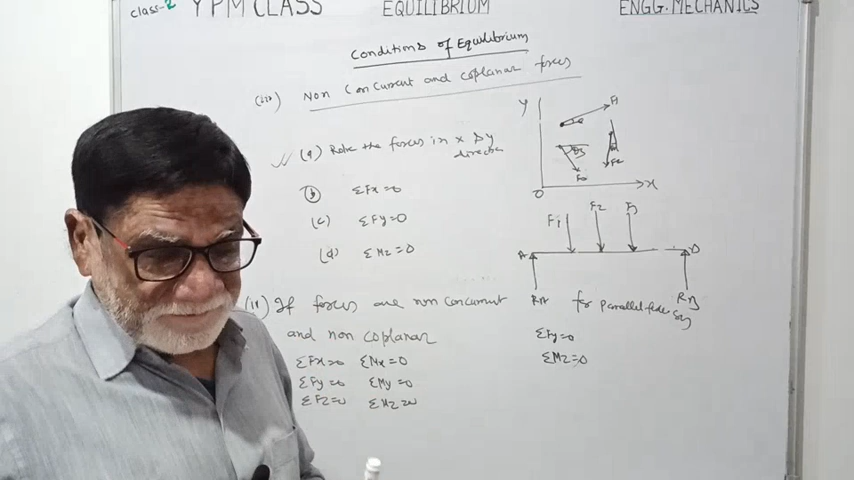 class-2 Y P M CLASS EQUILIBRIUM ENGG. MECHANICS
Conditions of Equilibrium
(iii) Non Concurrent and coplanar forces
(a) the forces in x & y
direction
(b) ΣFx=0
(c) ΣFy=0
(d) ΣMz=0
Y
F1
F2
F3
O
X
F1 F2 F3
A B
RA RB
for parallel force sys
ΣFy=0
ΣMz=0
(iv) If forces are non concurrent
and non coplanar
ΣFx=0 ΣMx=0
ΣFy=0 ΣMy=0
ΣFz=0 ΣMz=0